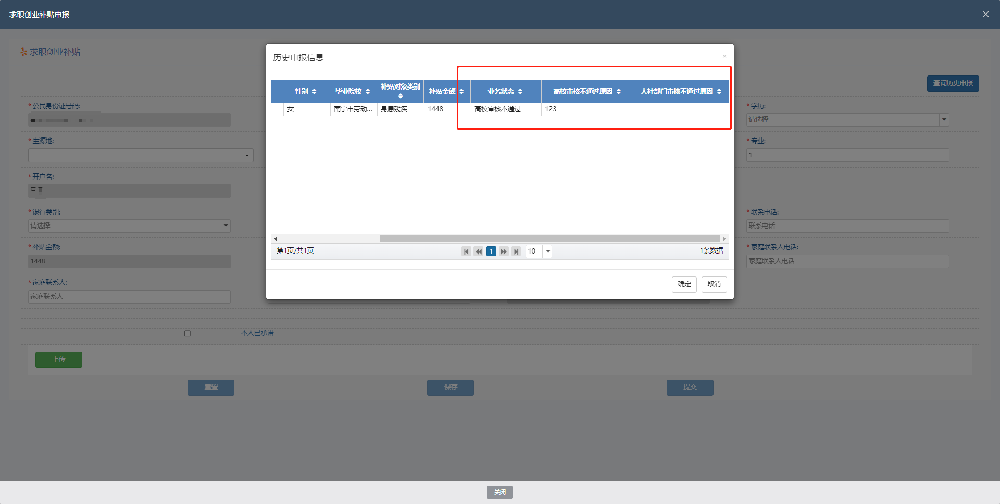 求职创业补贴申报
求职创业补贴
历史申报信息
查询历史申报
性别 毕业院校 补贴对象类别 补贴金额 业务状态 高校审核不通过原因 人社部门审核不通过原因
女 南宁市劳动... 身患残疾 1448 高校审核不通过 123
*公民身份证号码:
*学历:
请选择
*生源地:
*专业:
1
*开户名:
*银行类别:
请选择
*联系电话:
联系电话
第1页/共1页 1 10 1条数据
*补贴金额:
1448
*家庭联系人电话:
家庭联系人电话
确定 取消
*家庭联系人:
家庭联系人
本人已承诺
上传
重置 保存 提交
关闭